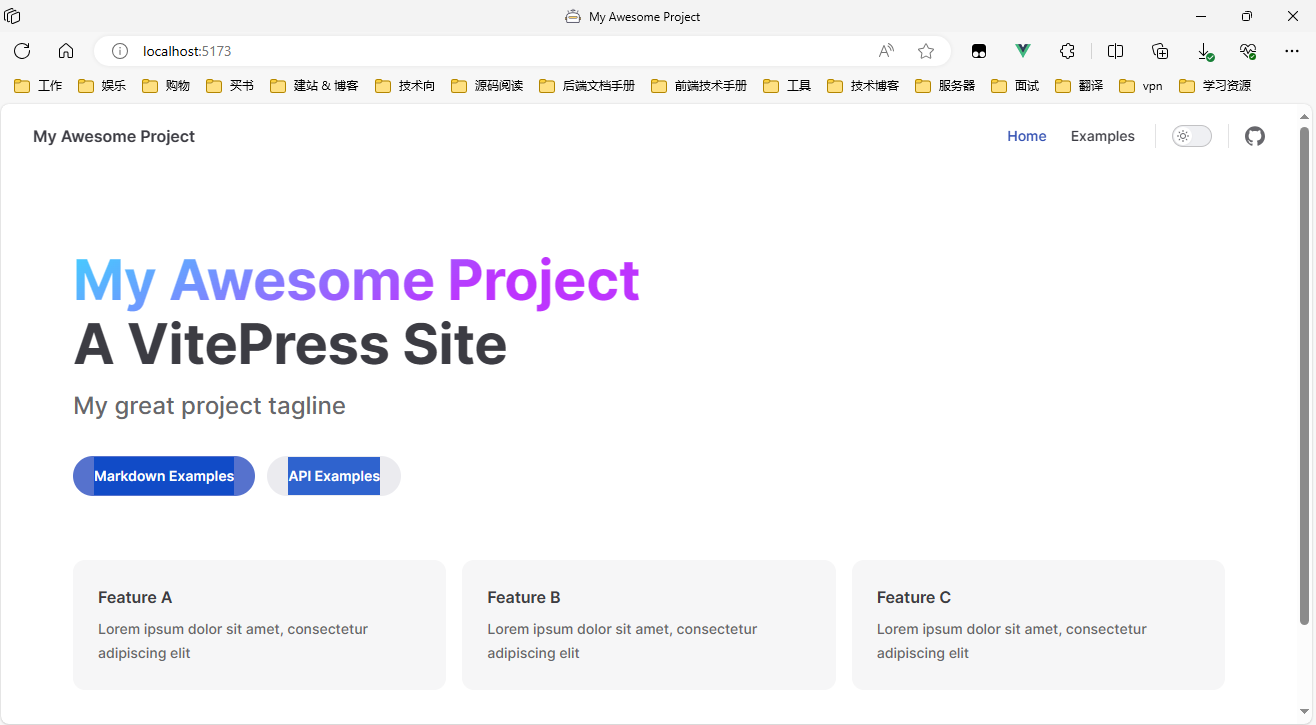 My Awesome Project
localhost:5173
工作 娱乐 购物 买书 建站 & 博客 技术向 源码阅读 后端文档手册 前端技术手册 工具 技术博客 服务器 面试 翻译 vpn 学习资源
My Awesome Project Home Examples
My Awesome Project
A VitePress Site
My great project tagline
Markdown Examples API Examples
Feature A
Lorem ipsum dolor sit amet, consectetur
adipiscing elit
Feature B
Lorem ipsum dolor sit amet, consectetur
adipiscing elit
Feature C
Lorem ipsum dolor sit amet, consectetur
adipiscing elit